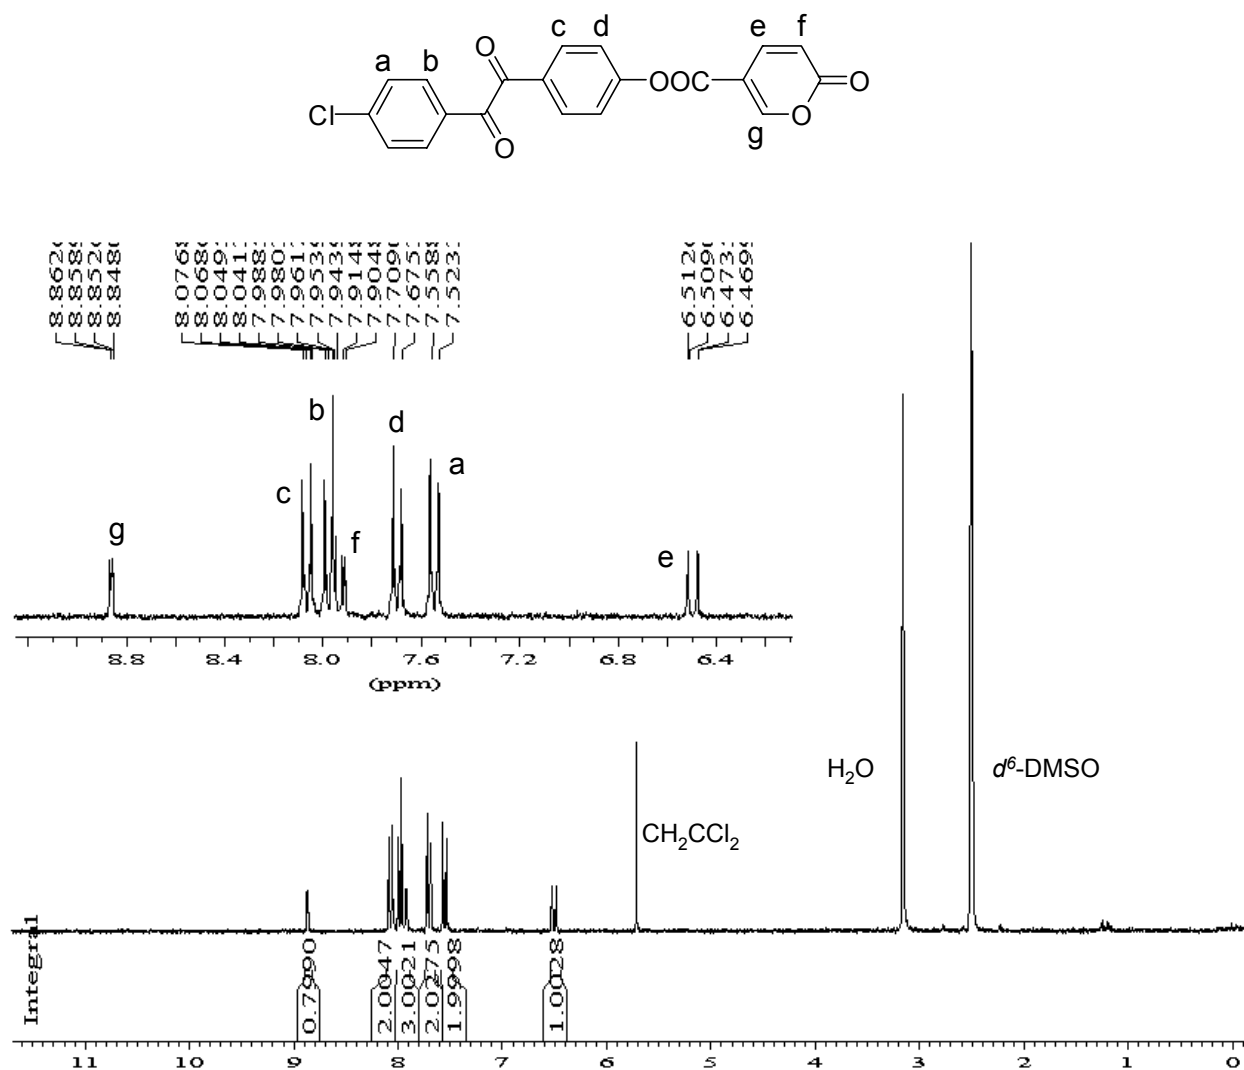 e f
c d
a b
O
OOC
O
O
Cl
O
g
8.862
8.858
8.852
8.848
8.076
8.068
8.049
8.041
7.988
7.980
7.961
7.953
7.943
7.914
7.904
7.709
7.675
7.558
7.523
6.512
6.509
6.473
6.469
b
d
a
c
g
f
e
8.8 8.4 8.0 7.6 7.2 6.8 6.4
(ppm)
H2O
d6-DMSO
CH2CCl2
Integral
0.7990
2.0047
3.0021
2.0275
1.9998
1.0028
11 10 9 8 7 6 5 4 3 2 1 0